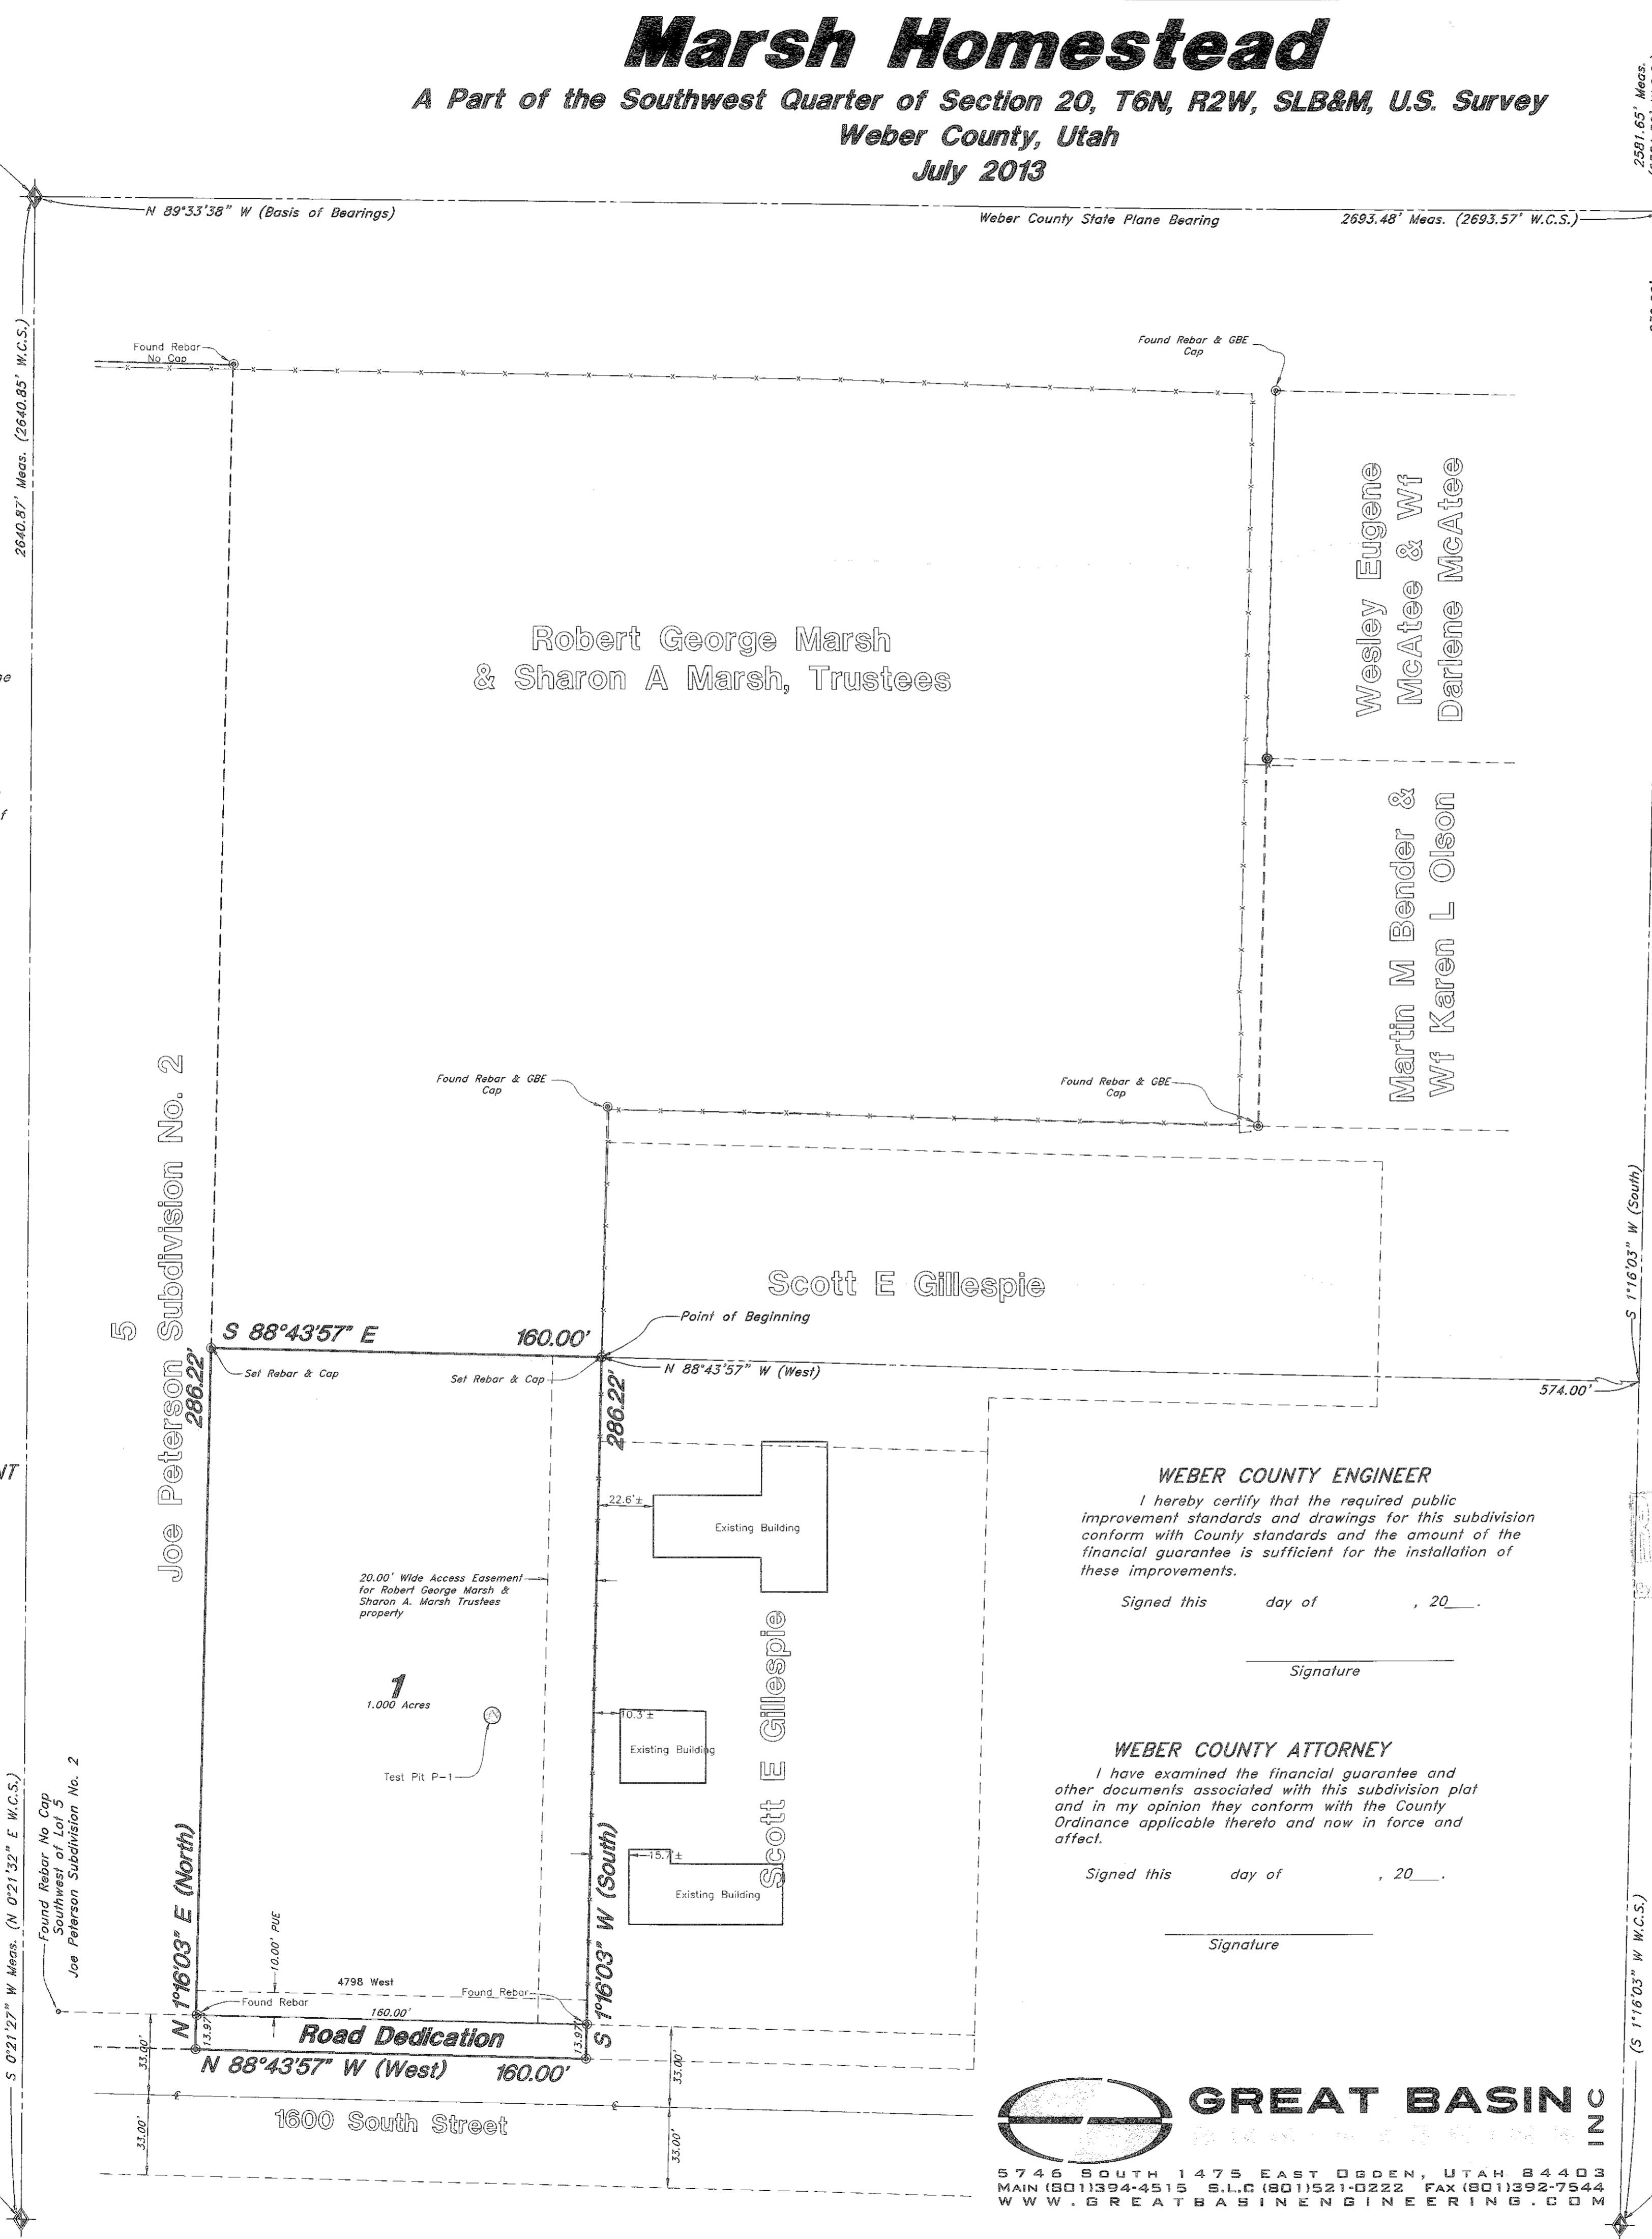 Marsh Homestead
A Part of the Southwest Quarter of Section 20, T6N, R2W, SLB&M, U.S. Survey
Weber County, Utah
July 2013
2581.65' Meas.
N 89°33'38" W (Basis of Bearings)
Weber County State Plane Bearing
2693.48' Meas. (2693.57' W.C.S.)
2640.87' Meas. (2640.85' W.C.S.)
Found Rebar
No Cap
Found Rebar & GBE
Cap
Wesley Eugene
McAtee & Wf
Darlene McAtee
Robert George Marsh
& Sharon A Marsh, Trustees
Martin M Bender &
Wf Karen L Olson
Found Rebar & GBE
Cap
Found Rebar & GBE
Cap
5
Joe Peterson Subdivision No. 2
Scott E Gillespie
S 1°16'03" W (South)
Point of Beginning
S 88°43'57" E
160.00'
N 88°43'57" W (West)
574.00'
Set Rebar & Cap
Set Rebar & Cap
286.22'
286.22'
22.6'±
Existing Building
20.00' Wide Access Easement
for Robert George Marsh &
Sharon A. Marsh Trustees
property
1
1.000 Acres
Test Pit P-1
10.3'±
Existing Building
Scott E Gillespie
15.7'±
Existing Building
WEBER COUNTY ENGINEER
I hereby certify that the required public
improvement standards and drawings for this subdivision
conform with County standards and the amount of the
financial guarantee is sufficient for the installation of
these improvements.
Signed this day of , 20___.
Signature
WEBER COUNTY ATTORNEY
I have examined the financial guarantee and
other documents associated with this subdivision plat
and in my opinion they conform with the County
Ordinance applicable thereto and now in force and
affect.
Signed this day of , 20___.
Signature
S 0°21'27" W Meas. (N 0°21'32" E W.C.S.)
Found Rebar No Cap
Southwest of Lot 5
Joe Peterson Subdivision No. 2
N 1°16'03" E (North)
S 1°16'03" W (South)
10.00' PUE
4798 West
Found Rebar
Found Rebar
160.00'
13.97'
13.97'
Road Dedication
N 88°43'57" W (West)
160.00'
33.00'
33.00'
1600 South Street
33.00'
33.00'
(S 1°16'03" W W.C.S.)
GREAT BASIN INC
5746 SOUTH 1475 EAST OGDEN, UTAH 84403
MAIN (801)394-4515 S.L.C (801)521-0222 FAX (801)392-7544
WWW.GREATBASINENGINEERING.COM